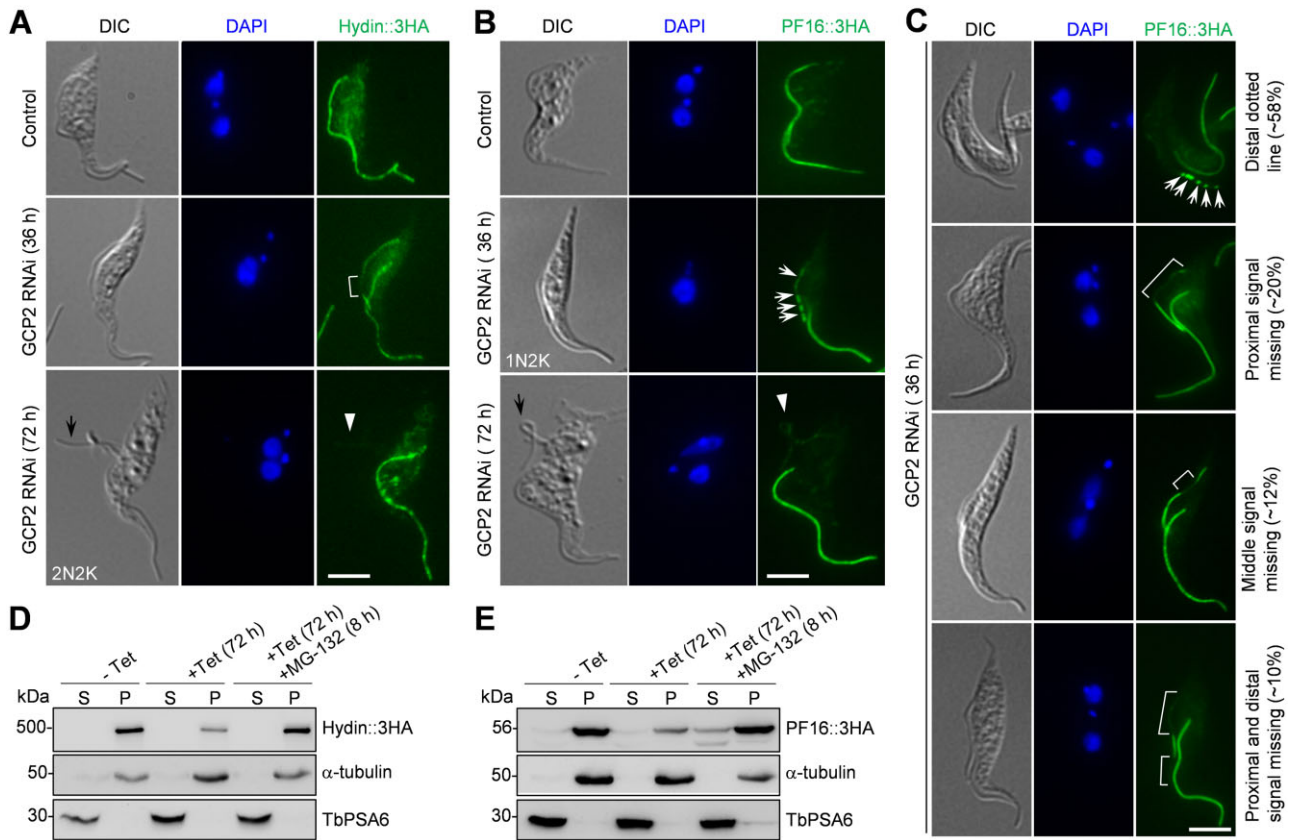 A
DIC
DAPI
Hydin::3HA
Control
GCP2 RNAi (36 h)
GCP2 RNAi (72 h)
2N2K
B
DIC
DAPI
PF16::3HA
Control
GCP2 RNAi (36 h)
1N2K
GCP2 RNAi (72 h)
C
DIC
DAPI
PF16::3HA
GCP2 RNAi ( 36 h)
Distal dotted
line (~58%)
Proximal signal
missing (~20%)
Middle signal
missing (~12%)
Proximal and distal
signal missing (~10%)
D
- Tet
+Tet (72 h)
+Tet (72 h)
+MG-132 (8 h)
kDa
S P S P S P
500
Hydin::3HA
50
α-tubulin
30
TbPSA6
E
- Tet
+Tet (72 h)
+Tet (72 h)
+MG-132 (8 h)
kDa
S P S P S P
56
PF16::3HA
50
α-tubulin
30
TbPSA6